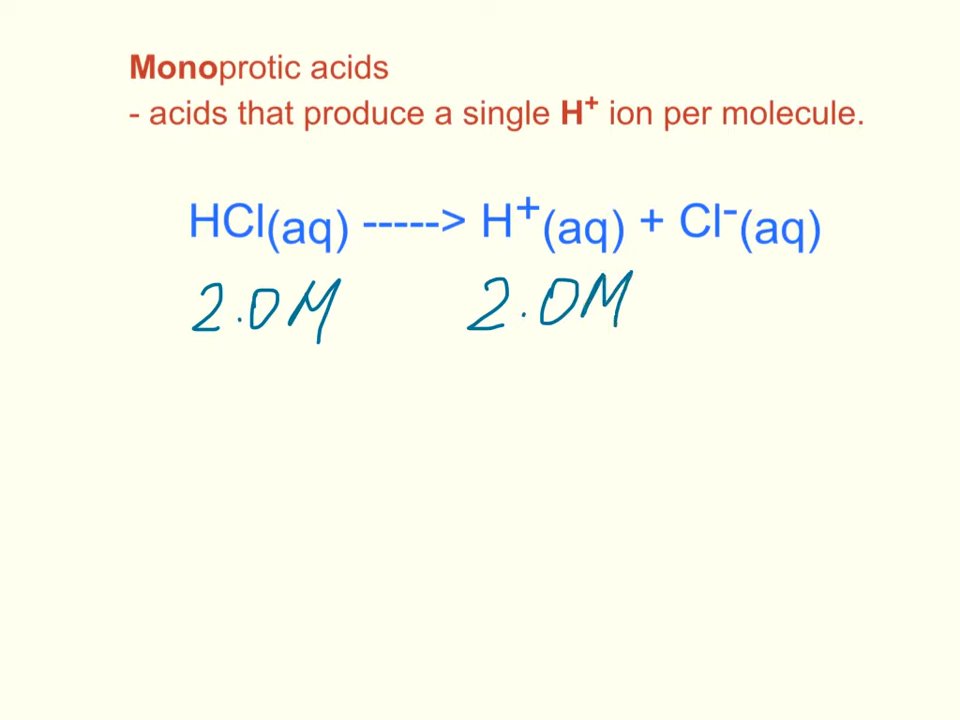 Monoprotic acids
- acids that produce a single H⁺ ion per molecule.
HCl(aq) -----> H⁺(aq) + Cl⁻(aq)
2.0M 2.0M